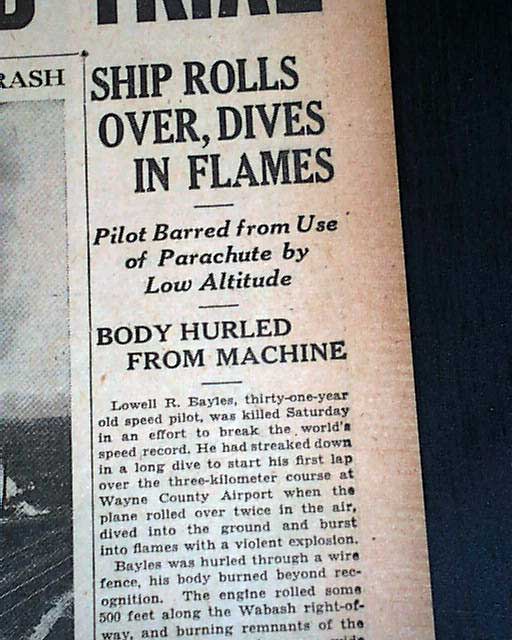 TRIAL
RASH
SHIP ROLLS
OVER, DIVES
IN FLAMES
Pilot Barred from Use
of Parachute by
Low Altitude
BODY HURLED
FROM MACHINE
Lowell R. Bayles, thirty-one-year
old speed pilot, was killed Saturday
in an effort to break the world's
speed record. He had streaked down
in a long dive to start his first lap
over the three-kilometer course at
Wayne County Airport when the
plane rolled over twice in the air,
dived into the ground and burst
into flames with a violent explosion.
Bayles was hurled through a wire
fence, his body burned beyond rec-
ognition. The engine rolled some
500 feet along the Wabash right-of-
way, and burning remnants of the